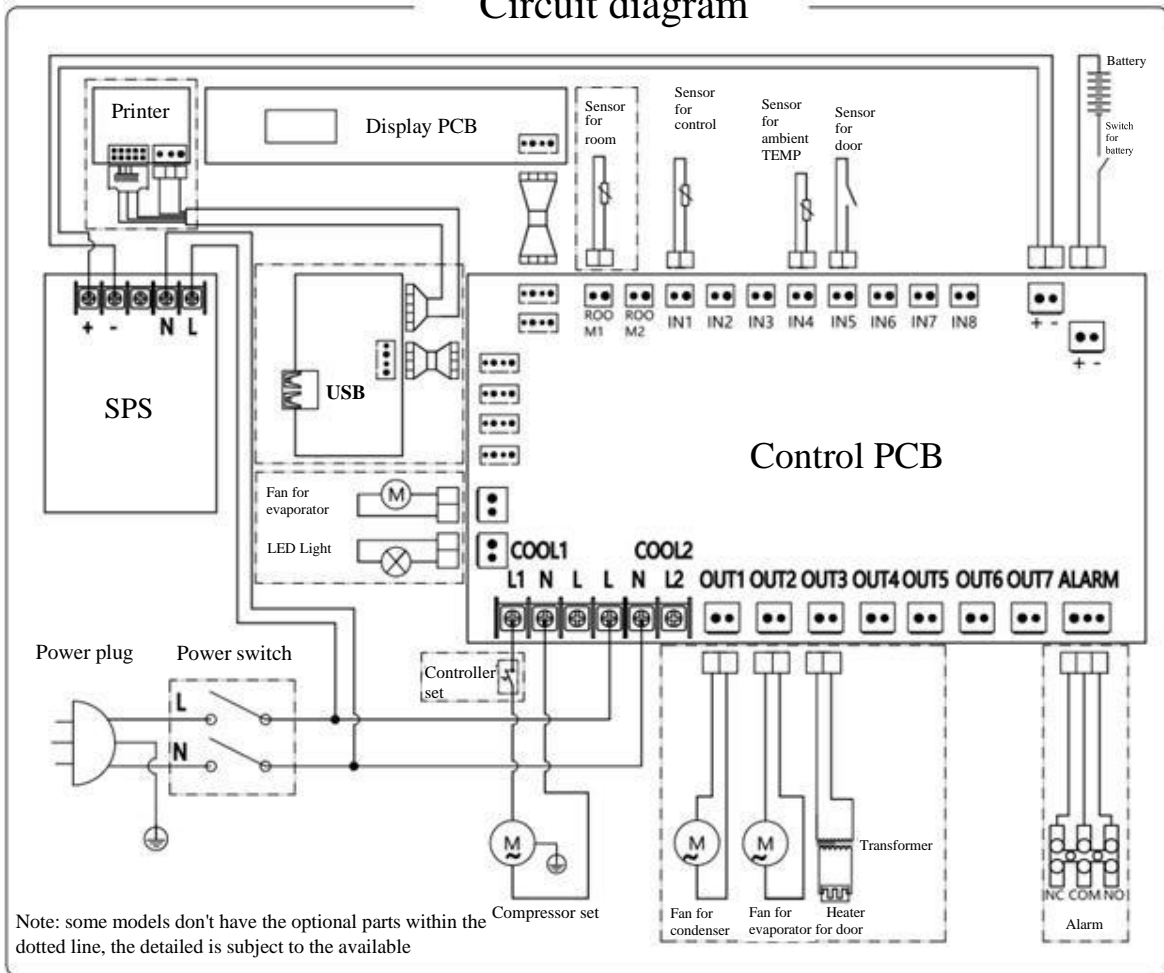 Circuit diagram
Printer
Display PCB
Sensor
for
room
Sensor
for
control
Sensor
for
ambient
TEMP
Sensor
for
door
Battery
Switch
for
battery
+ - N L
SPS
USB
ROO
M1
ROO
M2
IN1 IN2 IN3 IN4 IN5 IN6 IN7 IN8
+ -
+ -
Control PCB
Fan for
evaporator
M
LED Light
COOL1 COOL2
L1 N L L N L2 OUT1 OUT2 OUT3 OUT4 OUT5 OUT6 OUT7 ALARM
Power plug
Power switch
L
N
Controller
set
M
~
Compressor set
M
~
Fan for
condenser
M
~
Fan for
evaporator
Transformer
Heater
for door
NC COM NO
Alarm
Note: some models don't have the optional parts within the
dotted line, the detailed is subject to the available